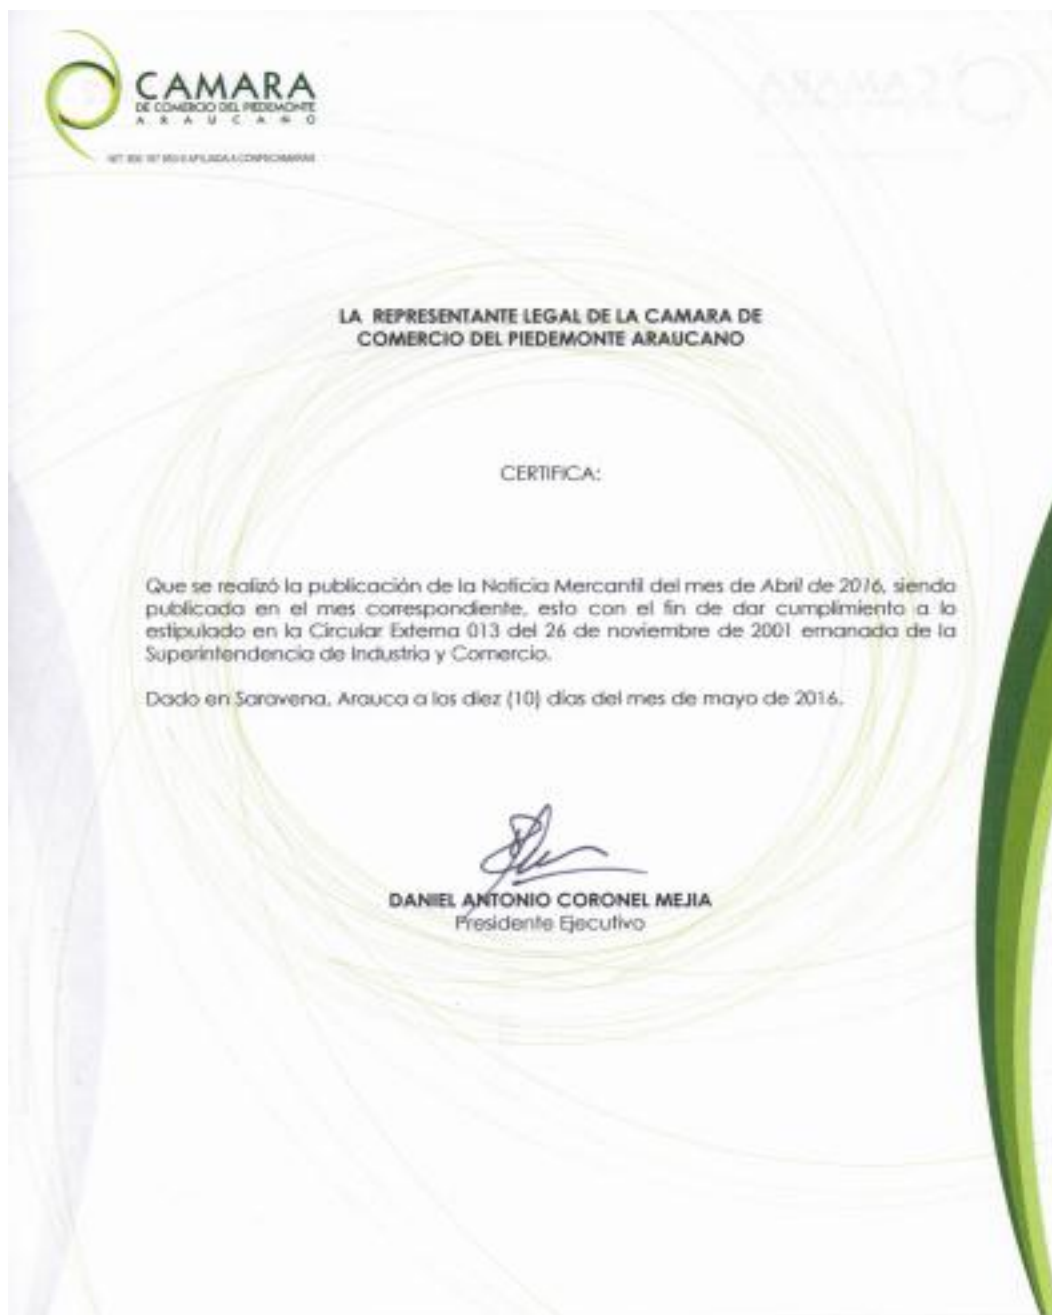 CAMARA
DE COMERCIO DEL PIEDEMONTE
ARAUCANO
AFILIADA A CONFECAMARAS
LA REPRESENTANTE LEGAL DE LA CAMARA DE
COMERCIO DEL PIEDEMONTE ARAUCANO
CERTIFICA:
Que se realizó la publicación de la Noticia Mercantil del mes de Abril de 2016, siendo
publicada en el mes correspondiente, esto con el fin de dar cumplimiento a lo
estipulado en la Circular Externa 013 del 26 de noviembre de 2001 emanada de la
Superintendencia de Industria y Comercio.
Dado en Saravena, Arauca a los diez (10) días del mes de mayo de 2016.
DANIEL ANTONIO CORONEL MEJIA
Presidente Ejecutivo